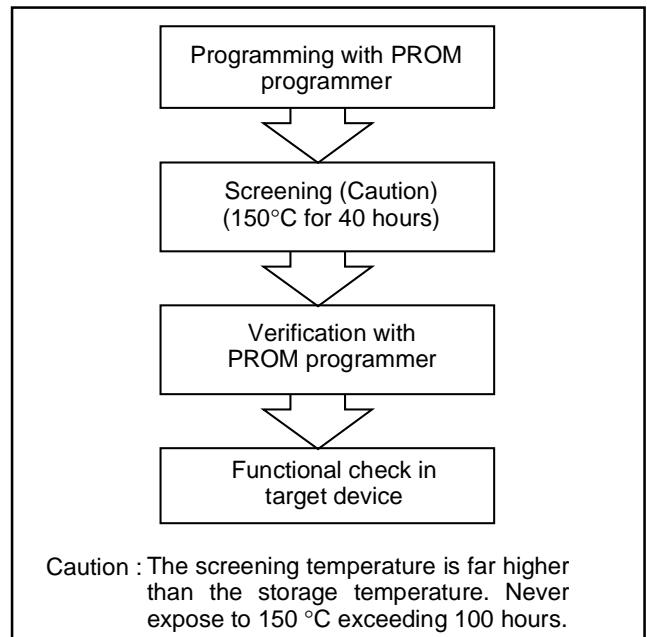 Programming with PROM
programmer
Screening (Caution)
(150°C for 40 hours)
Verification with
PROM programmer
Functional check in
target device
Caution : The screening temperature is far higher
than the storage temperature. Never
expose to 150 °C exceeding 100 hours.